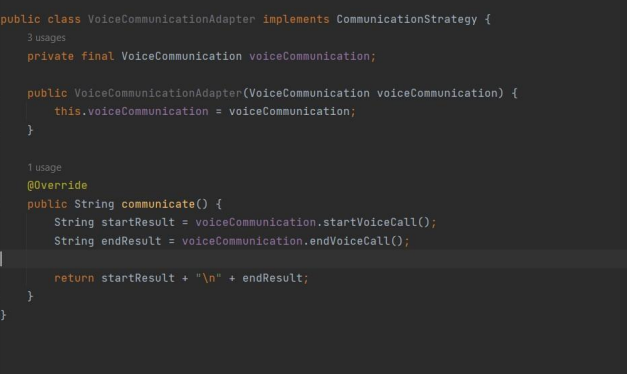 public class VoiceCommunicationAdapter implements CommunicationStrategy {
3 usages
private final VoiceCommunication voiceCommunication;
public VoiceCommunicationAdapter(VoiceCommunication voiceCommunication) {
this.voiceCommunication = voiceCommunication;
}
1 usage
@Override
public String communicate() {
String startResult = voiceCommunication.startVoiceCall();
String endResult = voiceCommunication.endVoiceCall();
return startResult + "\n" + endResult;
}
}